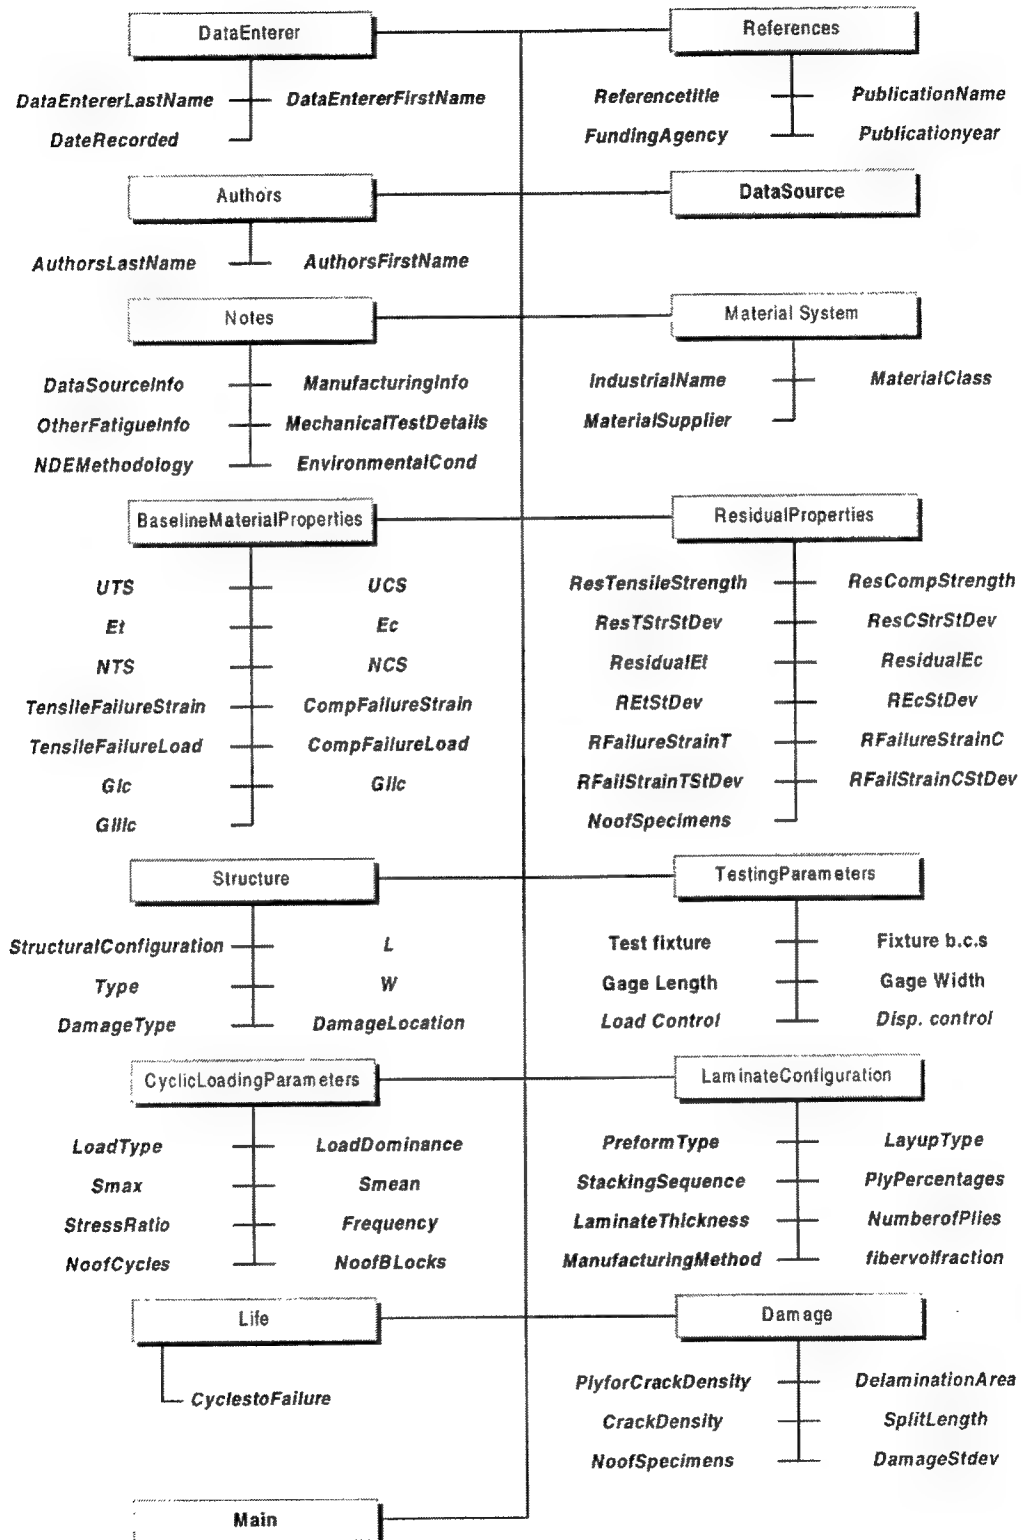 DataEnterer
References
DataEntererLastName DataEntererFirstName
Referencetitle PublicationName
DateRecorded
FundingAgency Publicationyear
Authors
DataSource
AuthorsLastName AuthorsFirstName
Notes
Material System
DataSourceInfo ManufacturingInfo
IndustrialName MaterialClass
OtherFatigueInfo MechanicalTestDetails
MaterialSupplier
NDEMethodology EnvironmentalCond
BaselineMaterialProperties
ResidualProperties
UTS UCS
ResTensileStrength ResCompStrength
Et Ec
ResTStrStDev ResCStrStDev
NTS NCS
ResidualEt ResidualEc
TensileFailureStrain CompFailureStrain
REtStDev REcStDev
TensileFailureLoad CompFailureLoad
RFailureStrainT RFailureStrainC
GIc GIIc
RFailStrainTStDev RFailStrainCStDev
GIIIc
NoofSpecimens
Structure
TestingParameters
StructuralConfiguration L
Test fixture Fixture b.c.s
Type W
Gage Length Gage Width
DamageType DamageLocation
Load Control Disp. control
CyclicLoadingParameters
LaminateConfiguration
LoadType LoadDominance
PreformType LayupType
Smax Smean
StackingSequence PlyPercentages
StressRatio Frequency
LaminateThickness NumberofPlies
NoofCycles NoofBLocks
ManufacturingMethod fibervolfraction
Life
Damage
CyclestoFailure
PlyforCrackDensity DelaminationArea
CrackDensity SplitLength
NoofSpecimens DamageStdev
Main